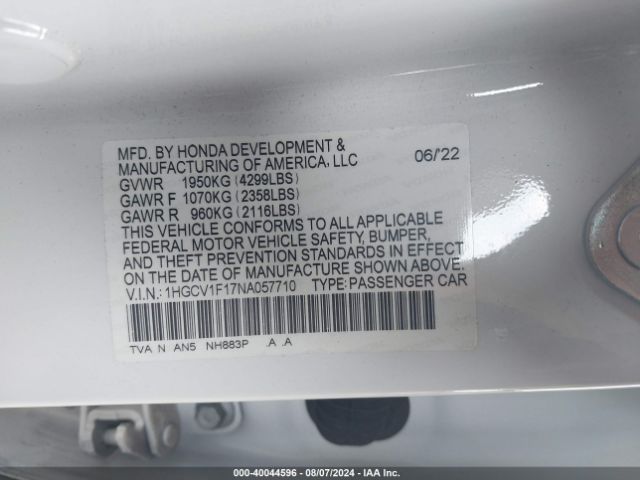 MFD. BY HONDA DEVELOPMENT &
MANUFACTURING OF AMERICA, LLC 06/'22
GVWR 1950KG (4299LBS)
GAWR F 1070KG (2358LBS)
GAWR R 960KG (2116LBS)
THIS VEHICLE CONFORMS TO ALL APPLICABLE
FEDERAL MOTOR VEHICLE SAFETY, BUMPER,
AND THEFT PREVENTION STANDARDS IN EFFECT
ON THE DATE OF MANUFACTURE SHOWN ABOVE.
V.I.N.: 1HGCV1F17NA057710 TYPE: PASSENGER CAR
TVA N AN5 NH883P .A .A
000-40044596 - 08/07/2024 - IAA Inc.